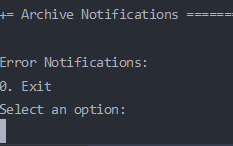 += Archive Notifications =======
Error Notifications:
0. Exit
Select an option: